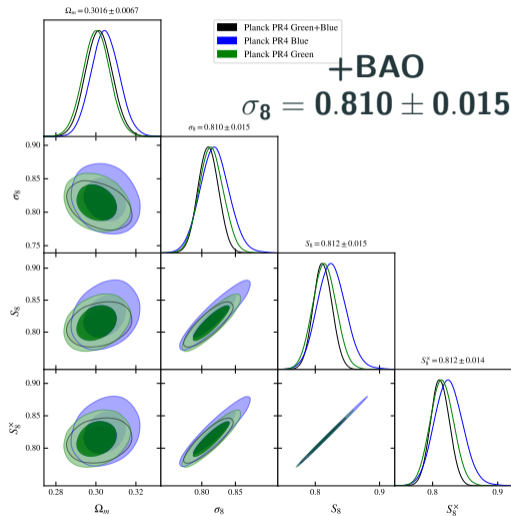 Ωₘ = 0.3016 ± 0.0067
Planck PR4 Green+Blue
Planck PR4 Blue
Planck PR4 Green
+BAO
σ₈ = 0.810 ± 0.015
σ₈ = 0.810 ± 0.015
0.90
0.85
0.80
0.75
σ₈
S₈ = 0.812 ± 0.015
0.90
0.85
0.80
S₈
S₈ˣ = 0.812 ± 0.014
0.90
0.85
0.80
S₈ˣ
0.28 0.30 0.32
0.80 0.85
0.8 0.9
0.8 0.9
Ωₘ σ₈ S₈ S₈ˣ